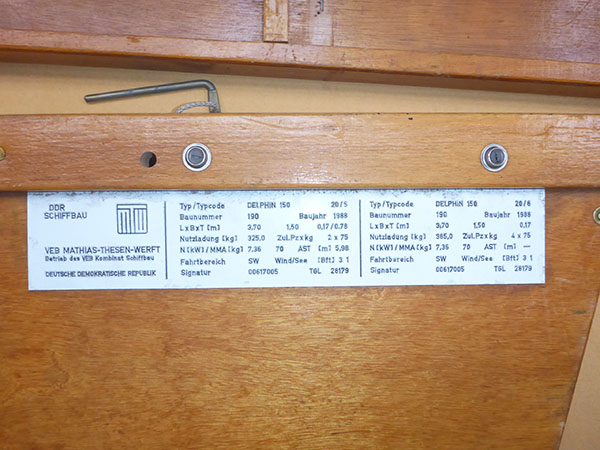 DDR
SCHIFFBAU
VEB MATHIAS-THESEN-WERFT
Betrieb des VEB Kombinat Schiffbau
DEUTSCHE DEMOKRATISCHE REPUBLIK
Typ/Typcode DELPHIN 150 20/5
Baunummer 190 Baujahr 1988
LxBxT [m] 3,70 1,50 0,17/0,78
Nutzladung [kg] 325,0 Zul.Pzxkg 2 x 75
N[kW]/MMA[kg] 7,35 70 AST [m] 5,98
Fahrtbereich SW Wind/See [Bft] 3 1
Signatur 00617005 TGL 28179
Typ/Typcode DELPHIN 150 20/6
Baunummer 190 Baujahr 1988
LxBxT [m] 3,70 1,50 0,17
Nutzladung [kg] 365,0 Zul.Pzxkg 4 x 75
N[kW]/MMA[kg] 7,35 70 AST [m] —
Fahrtbereich SW Wind/See [Bft] 3 1
Signatur 00617005 TGL 28179